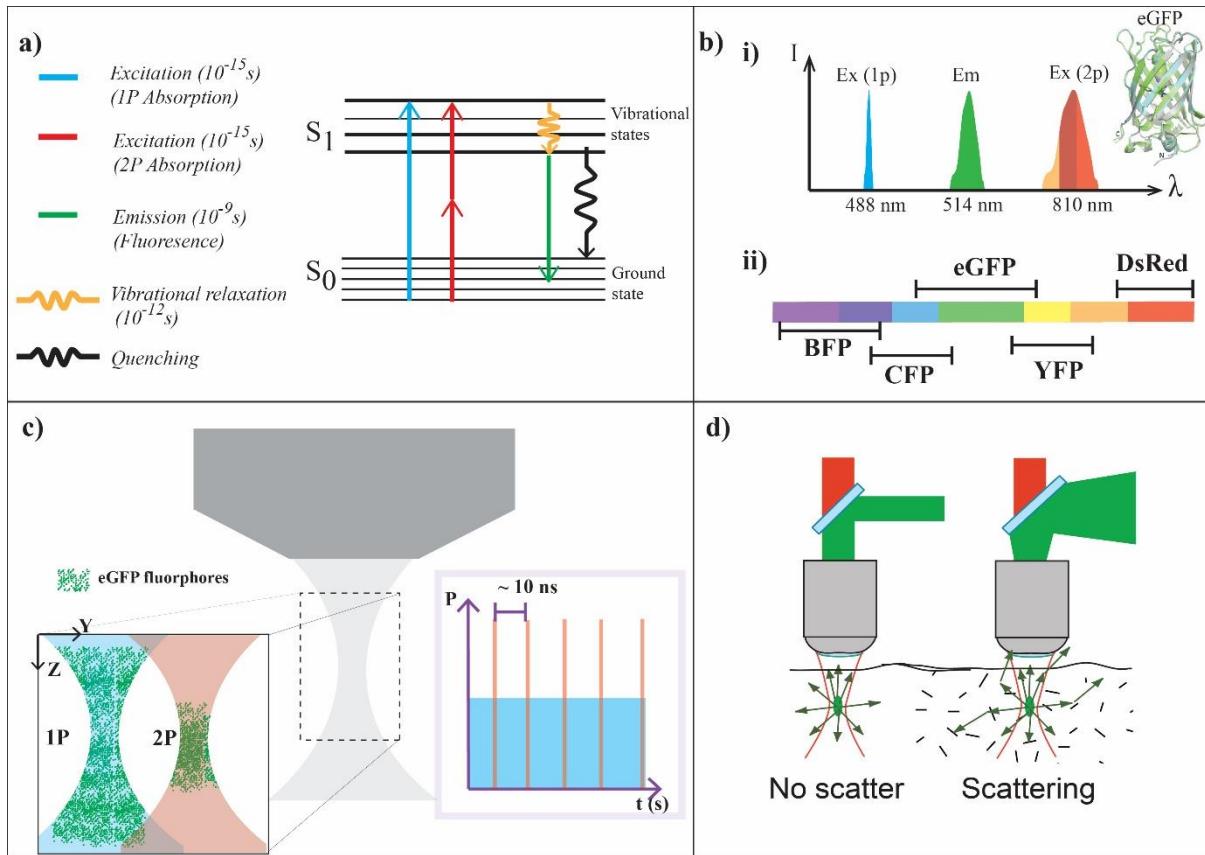 a)
Excitation (10-15s)
(1P Absorption)
Excitation (10-15s)
(2P Absorption)
Emission (10-9s)
(Fluoresence)
Vibrational relaxation
(10-12s)
Quenching
S1
Vibrational
states
S0
Ground
state
b)
i)
eGFP
I
Ex (1p)
Em
Ex (2p)
C
N
λ
488 nm
514 nm
810 nm
ii)
eGFP
DsRed
BFP
CFP
YFP
c)
eGFP fluorphores
Y
Z
1P
2P
P
~ 10 ns
t (s)
d)
No scatter
Scattering